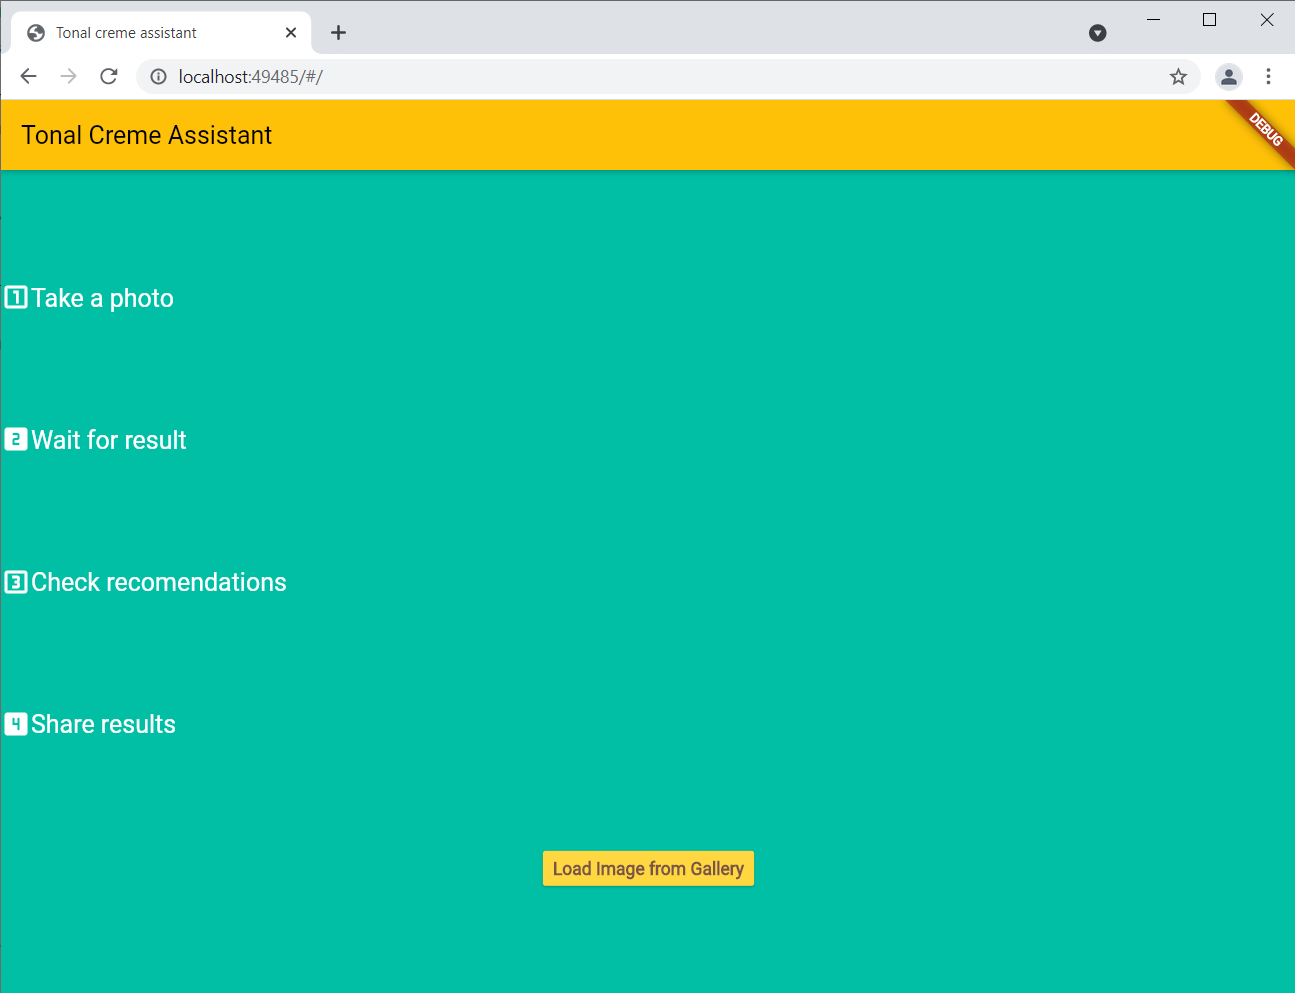 Tonal creme assistant
localhost:49485/#/
Tonal Creme Assistant
DEBUG
1 Take a photo
2 Wait for result
3 Check recomendations
4 Share results
Load Image from Gallery